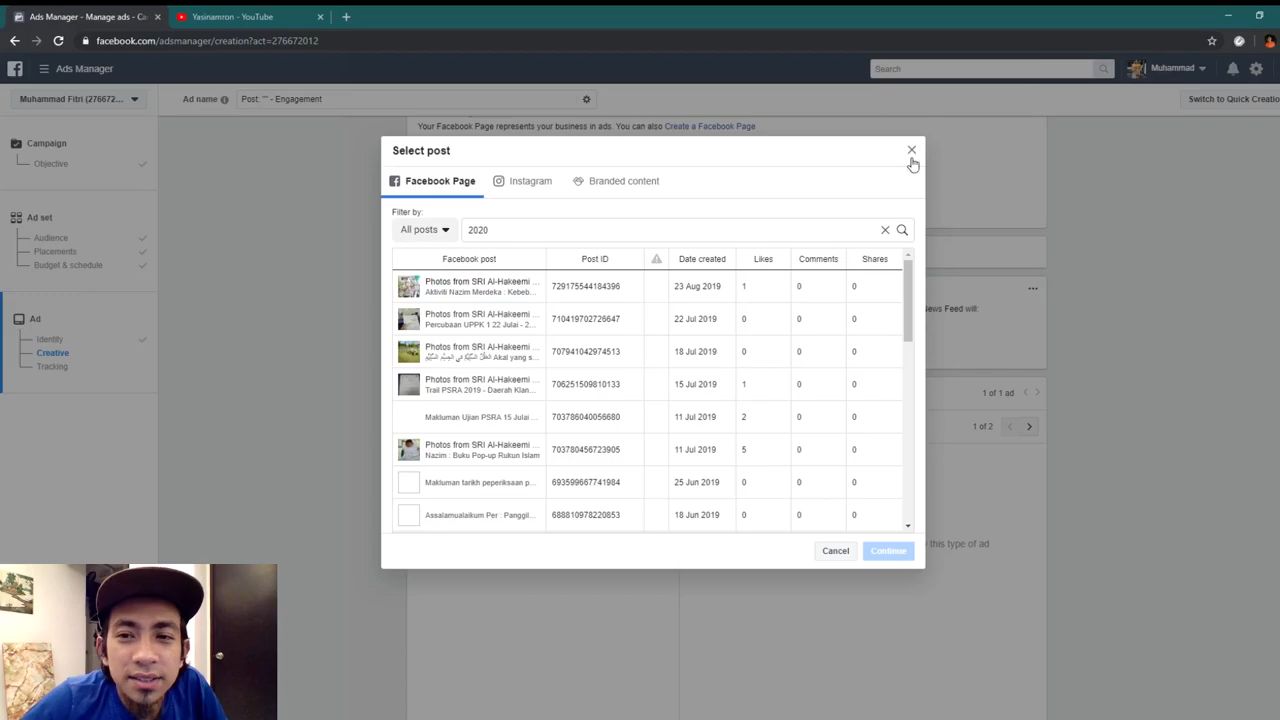 Ads Manager - Manage ads - Ca
Yasinamron - YouTube
facebook.com/adsmanager/creation?act=276672012
Ads Manager
Search
Muhammad
Muhammad Fitri (276672...
Ad name
Post: "" - Engagement
Switch to Quick Creatio
Your Facebook Page represents your business in ads. You can also Create a Facebook Page
Campaign
Objective
Ad set
Audience
Placements
Budget & schedule
Ad
Identity
Creative
Tracking
Select post
Facebook Page
Instagram
Branded content
Filter by:
All posts
2020
Facebook post Post ID Date created Likes Comments Shares
Photos from SRI Al-Hakeemi ...
Aktiviti Nazim Merdeka : Kebeb...
729175544184396 23 Aug 2019 1 0 0
Photos from SRI Al-Hakeemi ...
Percubaan UPPK 1 22 Julai - 2...
710419702726647 22 Jul 2019 0 0 0
Photos from SRI Al-Hakeemi ...
Akal yang s...
707941042974513 18 Jul 2019 0 0 0
Photos from SRI Al-Hakeemi ...
Trail PSRA 2019 - Daerah Klan...
706251509810133 15 Jul 2019 1 0 0
Makluman Ujian PSRA 15 Julai ...
703786040056680 11 Jul 2019 2 0 0
Photos from SRI Al-Hakeemi ...
Nazim : Buku Pop-up Rukun Islam
703780456723905 11 Jul 2019 5 0 0
Makluman tarikh peperiksaan p...
693599667741984 25 Jun 2019 0 0 0
Assalamualaikum Per : Panggil...
688810978220853 18 Jun 2019 0 0 0
Cancel
Continue
News Feed will:
1 of 1 ad
1 of 2
this type of ad